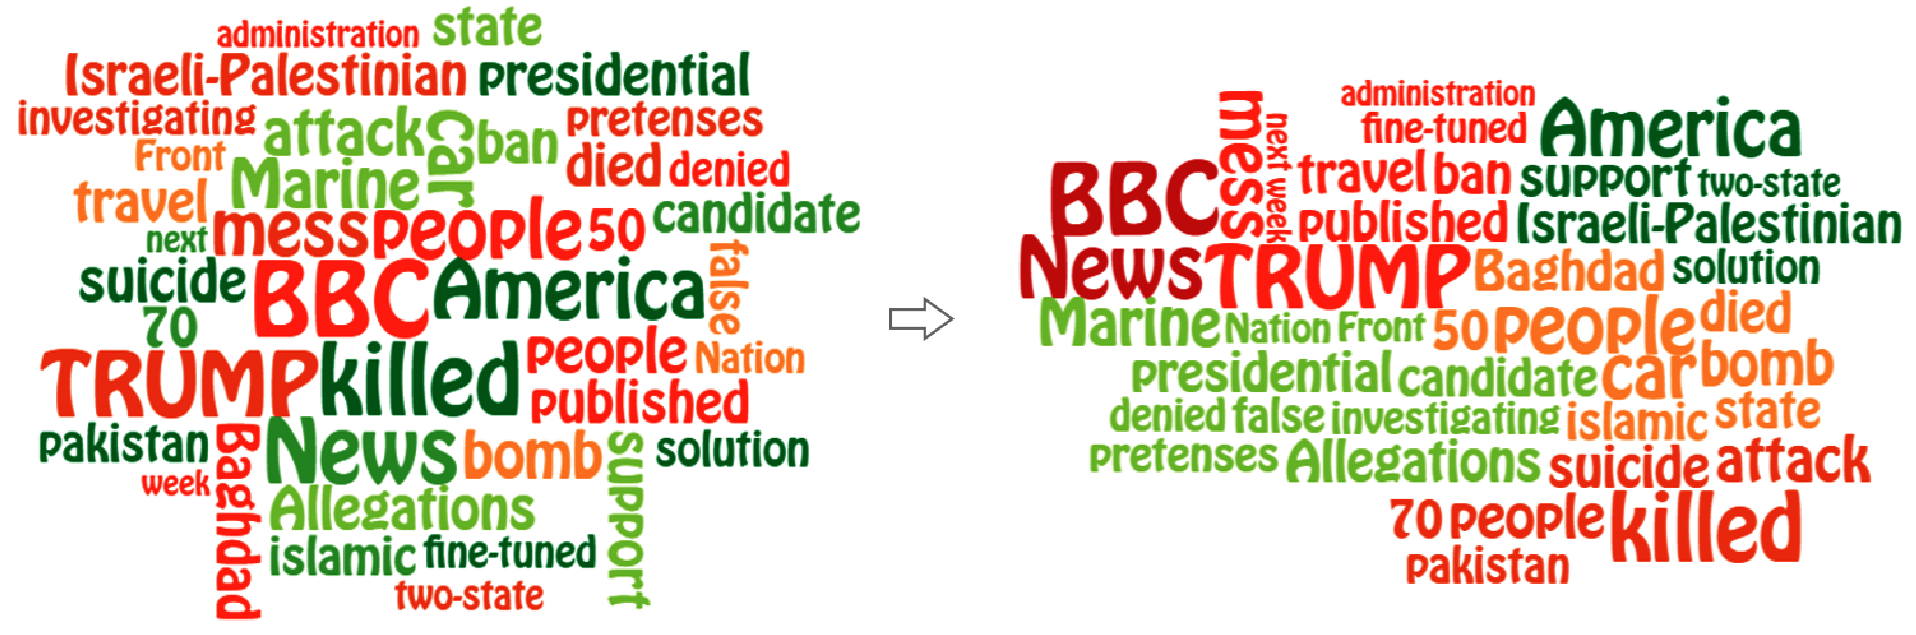 administration state
Israeli-Palestinian presidential
investigating attack car ban pretenses
Front Marine died denied
travel mess people 50 candidate
next
suicide BBC America false
70
TRUMP killed people Nation
published
pakistan Baghdad News bomb support solution
week Allegations
islamic fine-tuned
two-state
administration
mess next week fine-tuned America
BBC travel ban support two-state
published Israeli-Palestinian
News TRUMP Baghdad solution
Marine Nation Front 50 people died
presidential candidate car bomb
denied false investigating islamic state
pretenses Allegations suicide attack
70 people killed
pakistan